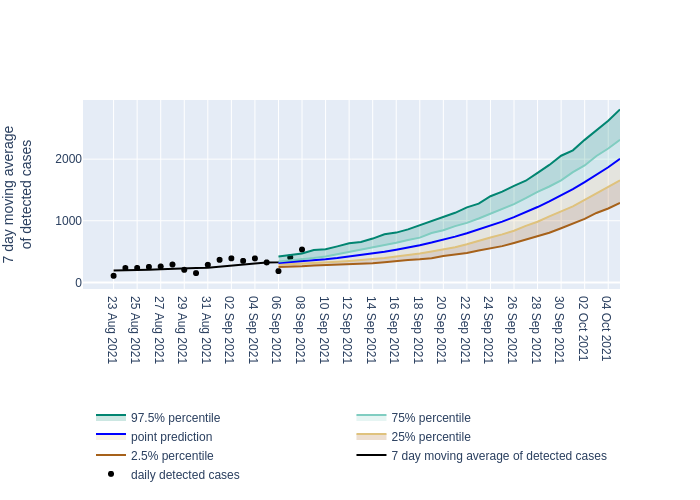 7 day moving average
of detected cases
2000
1000
0
23 Aug 2021
25 Aug 2021
27 Aug 2021
29 Aug 2021
31 Aug 2021
02 Sep 2021
04 Sep 2021
06 Sep 2021
08 Sep 2021
10 Sep 2021
12 Sep 2021
14 Sep 2021
16 Sep 2021
18 Sep 2021
20 Sep 2021
22 Sep 2021
24 Sep 2021
26 Sep 2021
28 Sep 2021
30 Sep 2021
02 Oct 2021
04 Oct 2021
97.5% percentile
75% percentile
point prediction
25% percentile
2.5% percentile
7 day moving average of detected cases
daily detected cases